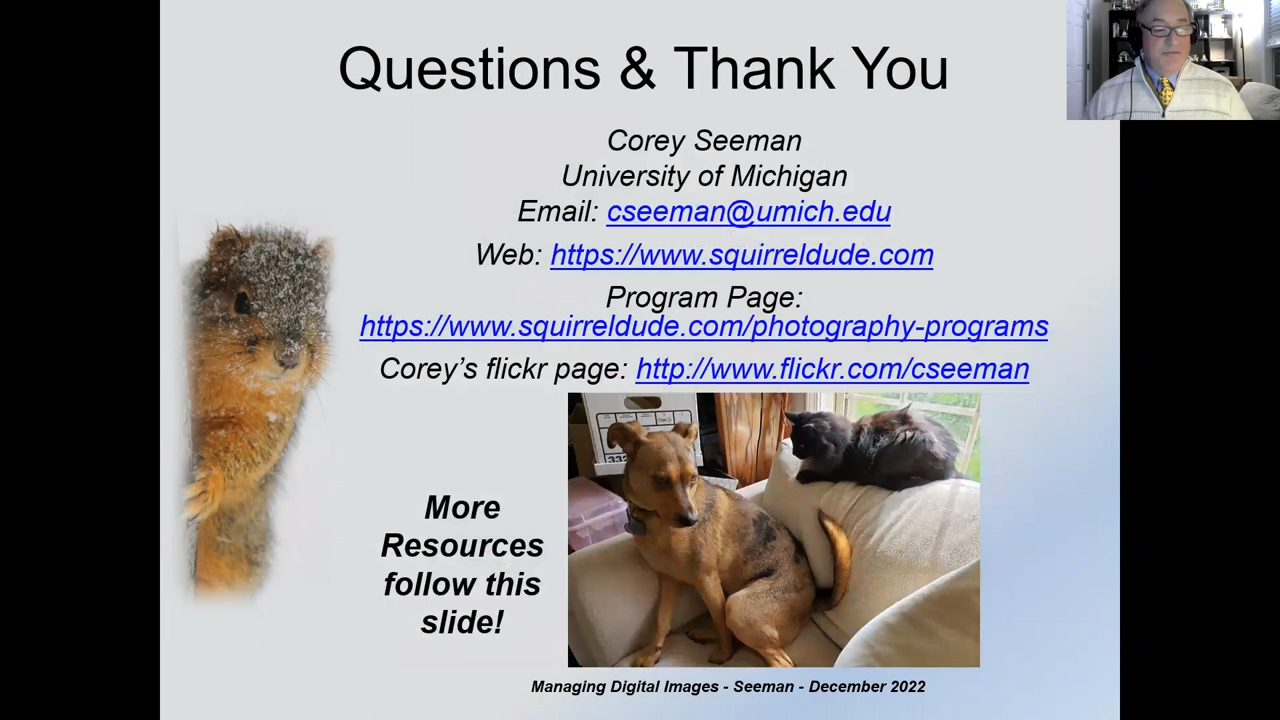 Questions & Thank You
Corey Seeman
University of Michigan
Email: cseeman@umich.edu
Web: https://www.squirreldude.com
Program Page:
https://www.squirreldude.com/photography-programs
Corey’s flickr page: http://www.flickr.com/cseeman
More
Resources
follow this
slide!
Managing Digital Images - Seeman - December 2022